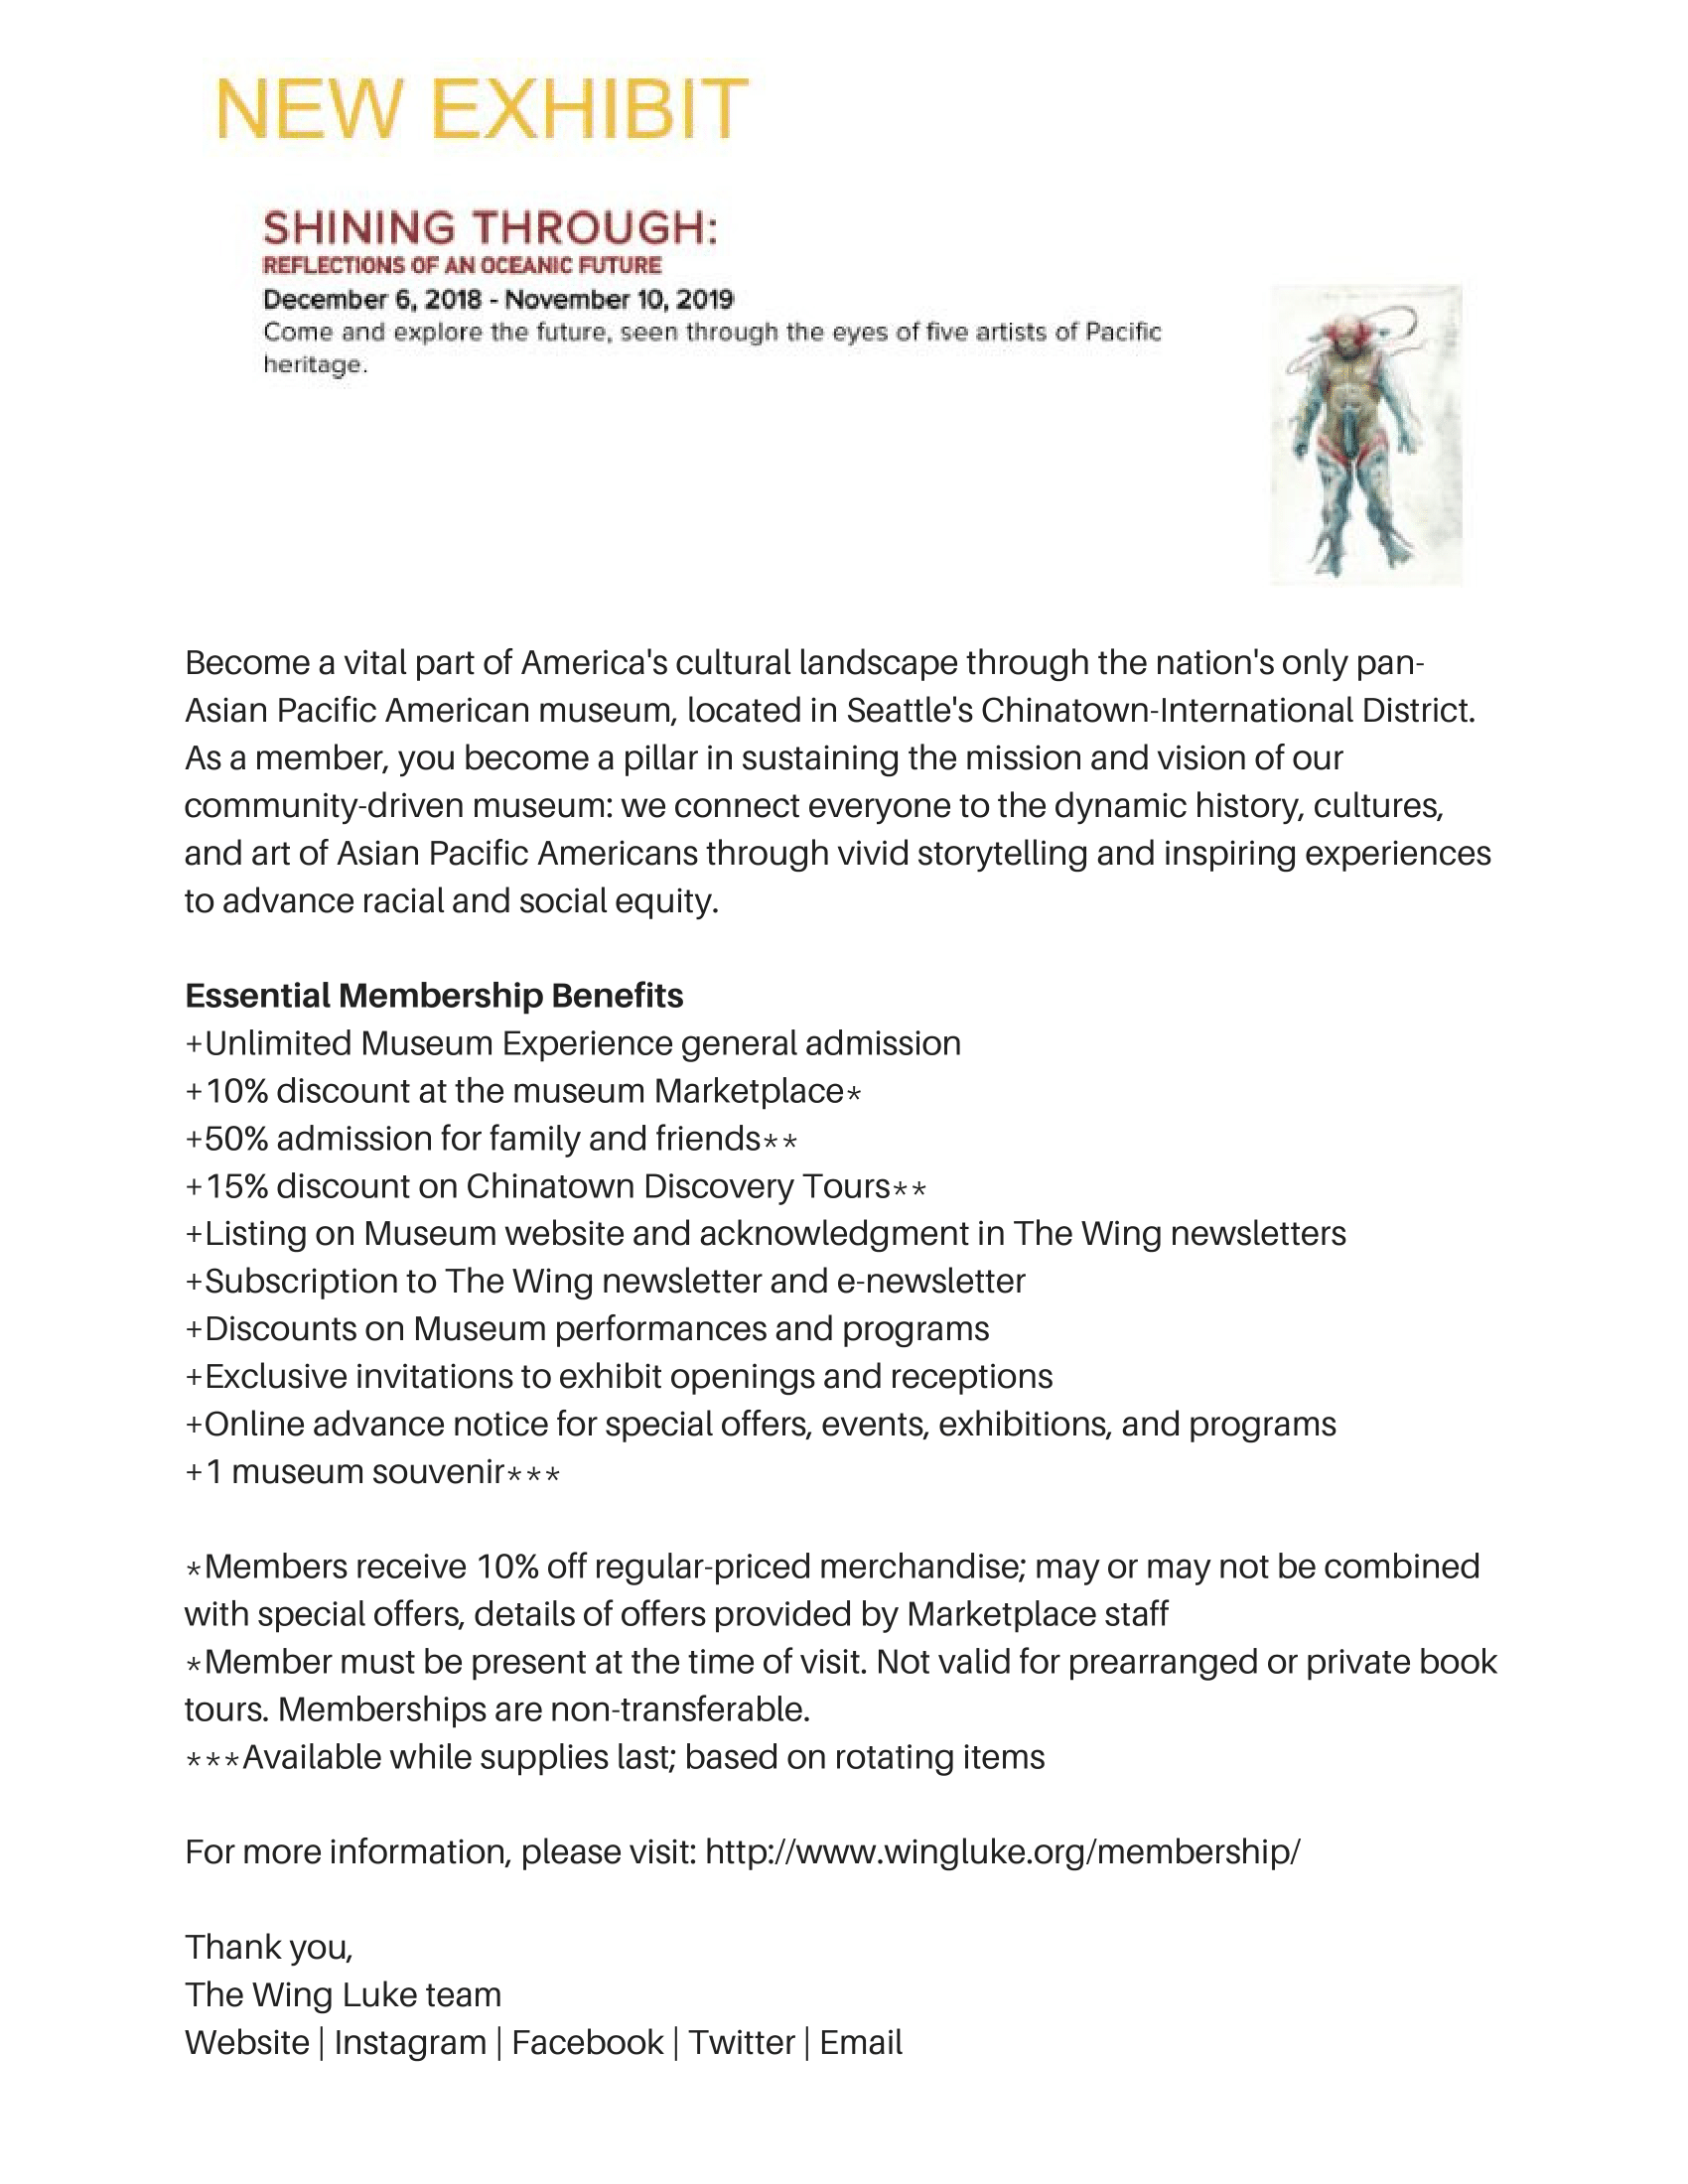 NEW EXHIBIT
SHINING THROUGH:
REFLECTIONS OF AN OCEANIC FUTURE
December 6, 2018 - November 10, 2019
Come and explore the future, seen through the eyes of five artists of Pacific
heritage.
Become a vital part of America's cultural landscape through the nation's only pan-
Asian Pacific American museum, located in Seattle's Chinatown-International District.
As a member, you become a pillar in sustaining the mission and vision of our
community-driven museum: we connect everyone to the dynamic history, cultures,
and art of Asian Pacific Americans through vivid storytelling and inspiring experiences
to advance racial and social equity.
Essential Membership Benefits
+Unlimited Museum Experience general admission
+10% discount at the museum Marketplace*
+50% admission for family and friends**
+15% discount on Chinatown Discovery Tours**
+Listing on Museum website and acknowledgment in The Wing newsletters
+Subscription to The Wing newsletter and e-newsletter
+Discounts on Museum performances and programs
+Exclusive invitations to exhibit openings and receptions
+Online advance notice for special offers, events, exhibitions, and programs
+1 museum souvenir***
*Members receive 10% off regular-priced merchandise; may or may not be combined
with special offers, details of offers provided by Marketplace staff
*Member must be present at the time of visit. Not valid for prearranged or private book
tours. Memberships are non-transferable.
***Available while supplies last; based on rotating items
For more information, please visit: http://www.wingluke.org/membership/
Thank you,
The Wing Luke team
Website | Instagram | Facebook | Twitter | Email